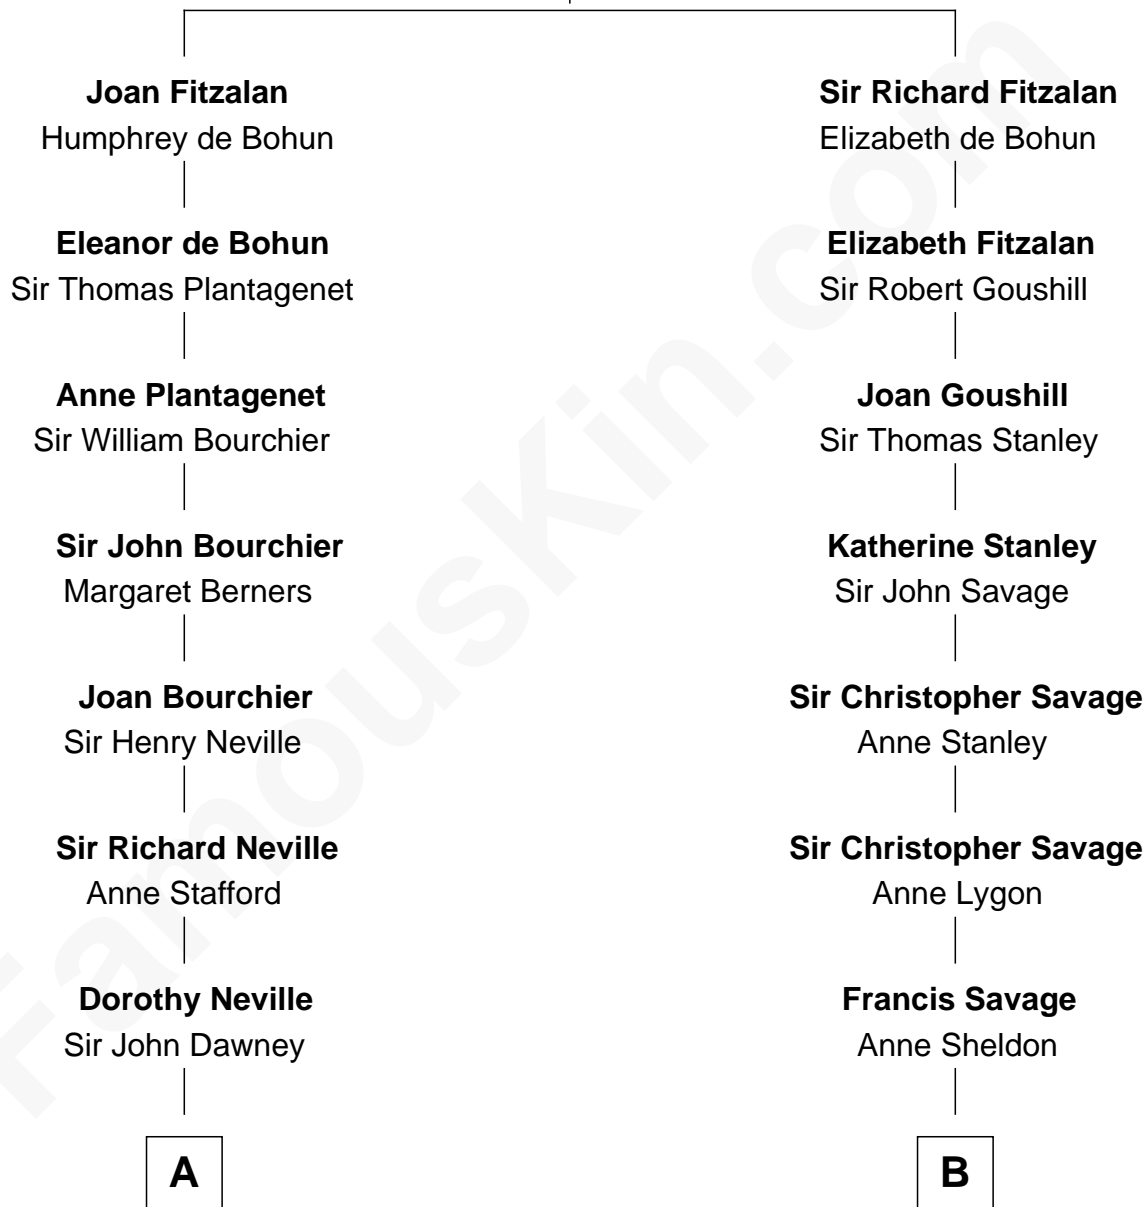 Joan Fitzalan
Humphrey de Bohun
Eleanor de Bohun
Sir Thomas Plantagenet
Anne Plantagenet
Sir William Bourchier
Sir John Bourchier
Margaret Berners
Joan Bourchier
Sir Henry Neville
Sir Richard Neville
Anne Stafford
Dorothy Neville
Sir John Dawney
A
Sir Richard Fitzalan
Elizabeth de Bohun
Elizabeth Fitzalan
Sir Robert Goushill
Joan Goushill
Sir Thomas Stanley
Katherine Stanley
Sir John Savage
Sir Christopher Savage
Anne Stanley
Sir Christopher Savage
Anne Lygon
Francis Savage
Anne Sheldon
B
FamousKin.com